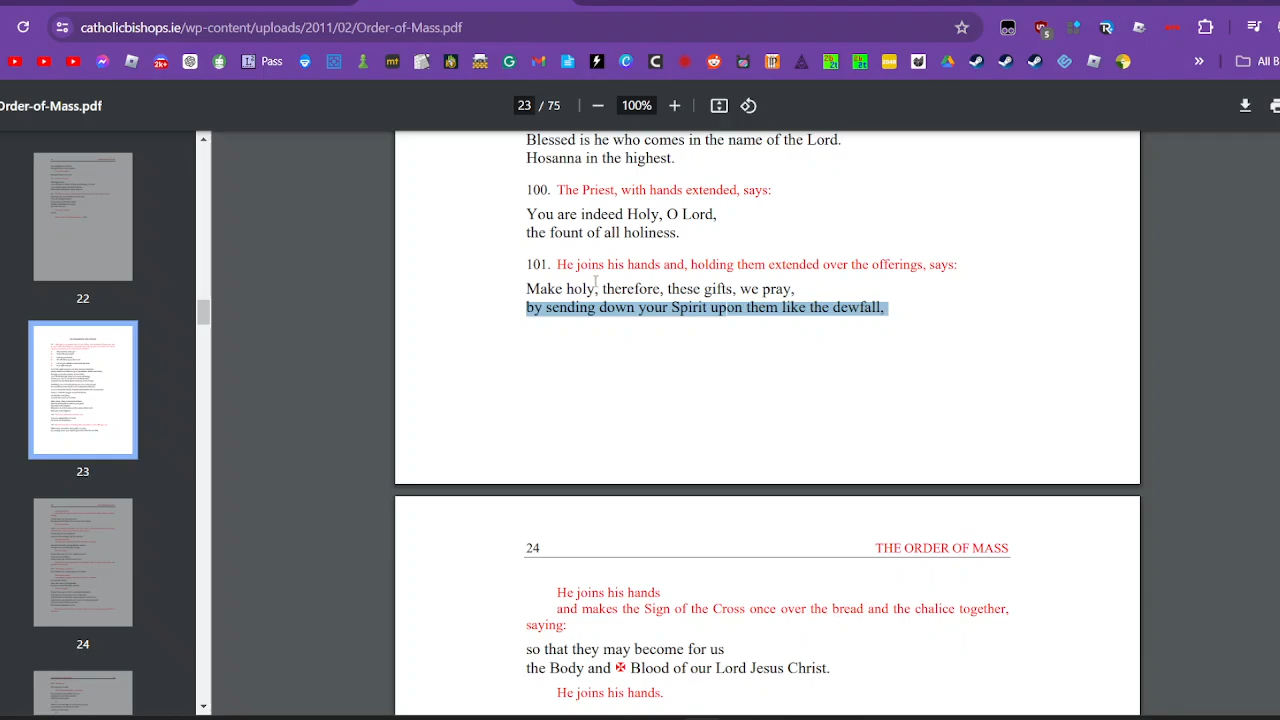 catholicbishops.ie/wp-content/uploads/2011/02/Order-of-Mass.pdf
Pass
All B
Order-of-Mass.pdf
23 / 75
100%
22
23
24
Blessed is he who comes in the name of the Lord.
Hosanna in the highest.
100. The Priest, with hands extended, says:
You are indeed Holy, O Lord,
the fount of all holiness.
101. He joins his hands and, holding them extended over the offerings, says:
Make holy, therefore, these gifts, we pray,
by sending down your Spirit upon them like the dewfall,
24 THE ORDER OF MASS
He joins his hands
and makes the Sign of the Cross once over the bread and the chalice together,
saying:
so that they may become for us
the Body and ✠ Blood of our Lord Jesus Christ.
He joins his hands.